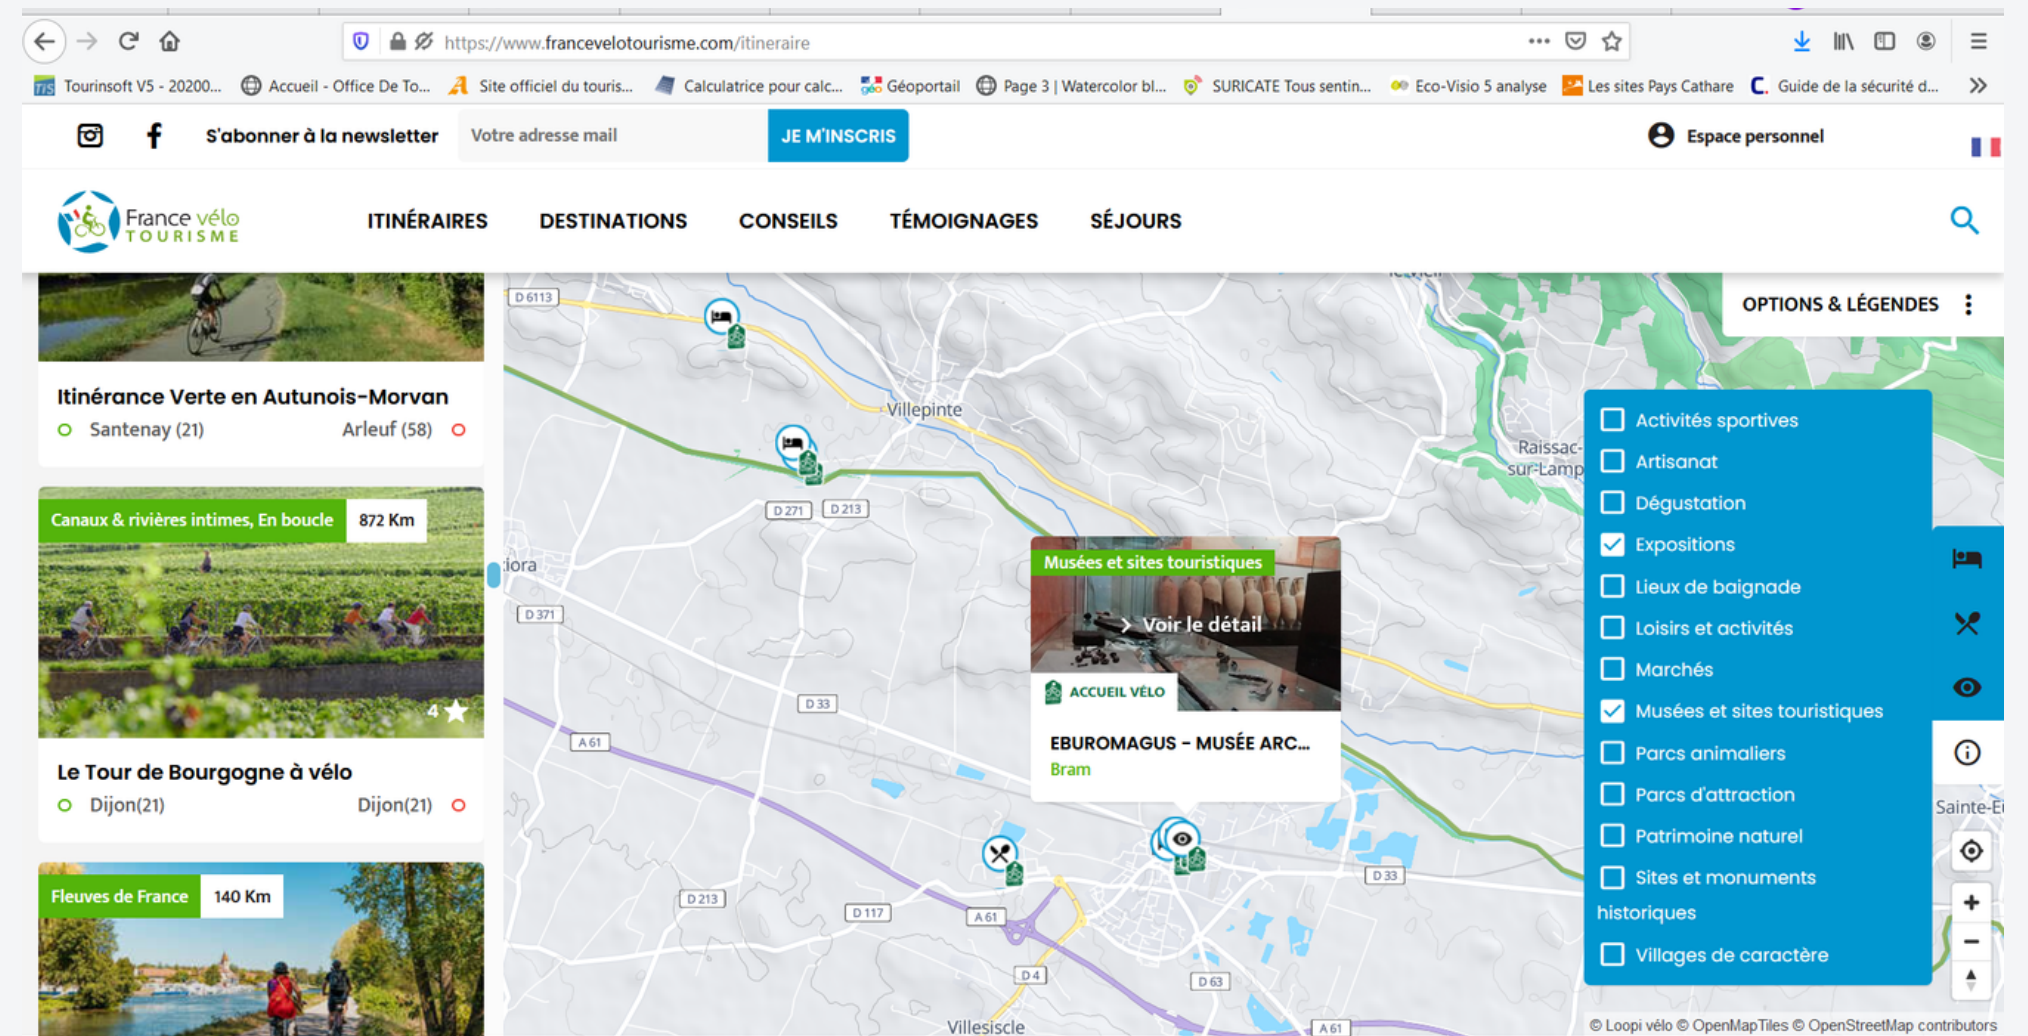 https://www.francevelotourisme.com/itineraire
Tourinsoft V5 - 20200...
Accueil - Office De To...
Site officiel du touris...
Calculatrice pour calc...
Géoportail
Page 3 | Watercolor bl...
SURICATE Tous sentin...
Eco-Visio 5 analyse
Les sites Pays Cathare
Guide de la sécurité d...
S'abonner à la newsletter
Votre adresse mail
JE M'INSCRIS
Espace personnel
France vélo
TOURISME
ITINÉRAIRES
DESTINATIONS
CONSEILS
TÉMOIGNAGES
SÉJOURS
Itinérance Verte en Autunois-Morvan
Santenay (21)
Arleuf (58)
Canaux & rivières intimes, En boucle
872 Km
4
Le Tour de Bourgogne à vélo
Dijon(21)
Dijon(21)
Fleuves de France
140 Km
D 6113
Villepinte
D 271
D 213
D 371
D 33
A 61
Musées et sites touristiques
Voir le détail
ACCUEIL VÉLO
EBUROMAGUS - MUSÉE ARC...
Bram
D 33
D 213
D 117
A 61
D 4
D 63
Villesiscle
A 61
Raissac-
sur-Lamp
OPTIONS & LÉGENDES
Activités sportives
Artisanat
Dégustation
Expositions
Lieux de baignade
Loisirs et activités
Marchés
Musées et sites touristiques
Parcs animaliers
Parcs d'attraction
Patrimoine naturel
Sites et monuments
historiques
Villages de caractère
Sainte-E
© Loopi vélo © OpenMapTiles © OpenStreetMap contributors